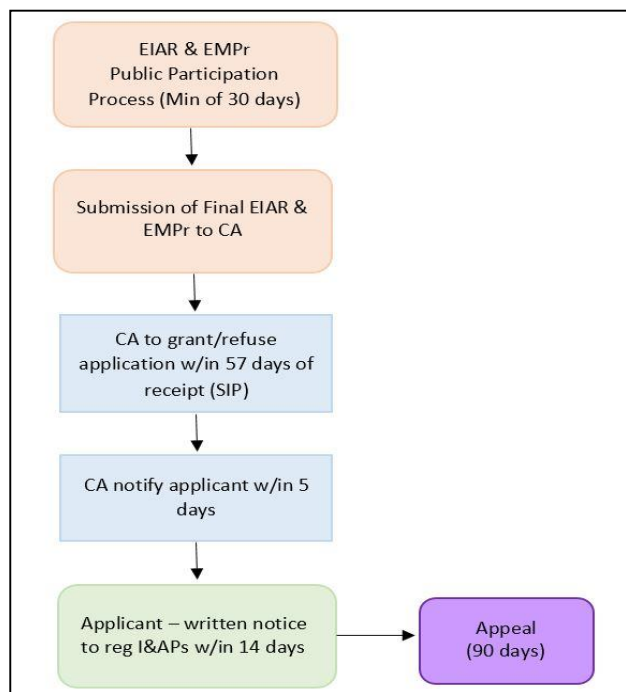 EIAR & EMPr
Public Participation
Process (Min of 30 days)
Submission of Final EIAR &
EMPr to CA
CA to grant/refuse
application w/in 57 days of
receipt (SIP)
CA notify applicant w/in 5
days
Applicant – written notice
to reg I&APs w/in 14 days
Appeal
(90 days)